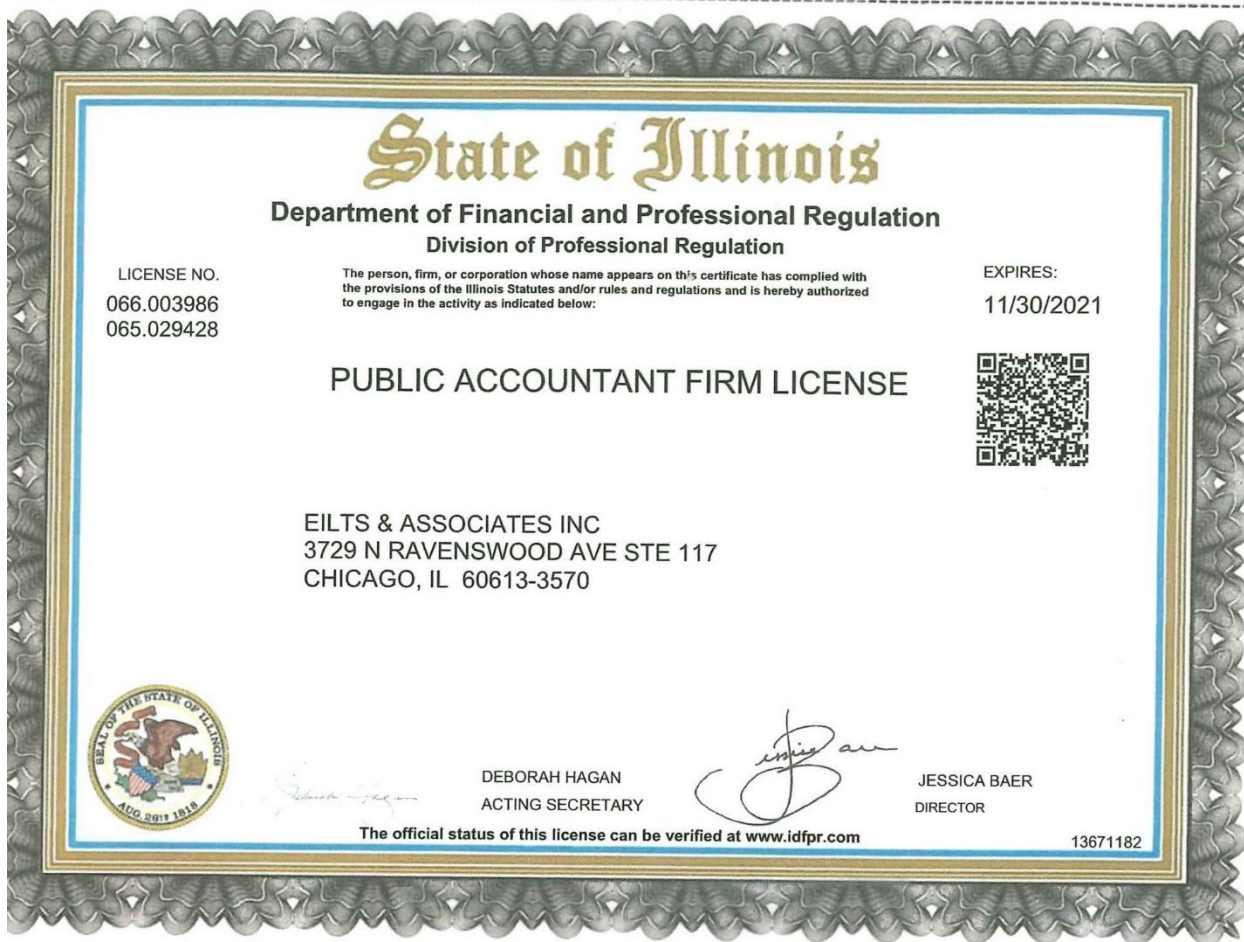 State of Illinois
Department of Financial and Professional Regulation
Division of Professional Regulation
LICENSE NO.
066.003986
065.029428
The person, firm, or corporation whose name appears on this certificate has complied with
the provisions of the Illinois Statutes and/or rules and regulations and is hereby authorized
to engage in the activity as indicated below:
EXPIRES:
11/30/2021
PUBLIC ACCOUNTANT FIRM LICENSE
EILTS & ASSOCIATES INC
3729 N RAVENSWOOD AVE STE 117
CHICAGO, IL 60613-3570
SEAL OF THE STATE OF ILLINOIS
AUG. 26TH 1818
Deborah Hagan
DEBORAH HAGAN
ACTING SECRETARY
Jessica Baer
JESSICA BAER
DIRECTOR
The official status of this license can be verified at www.idfpr.com
13671182